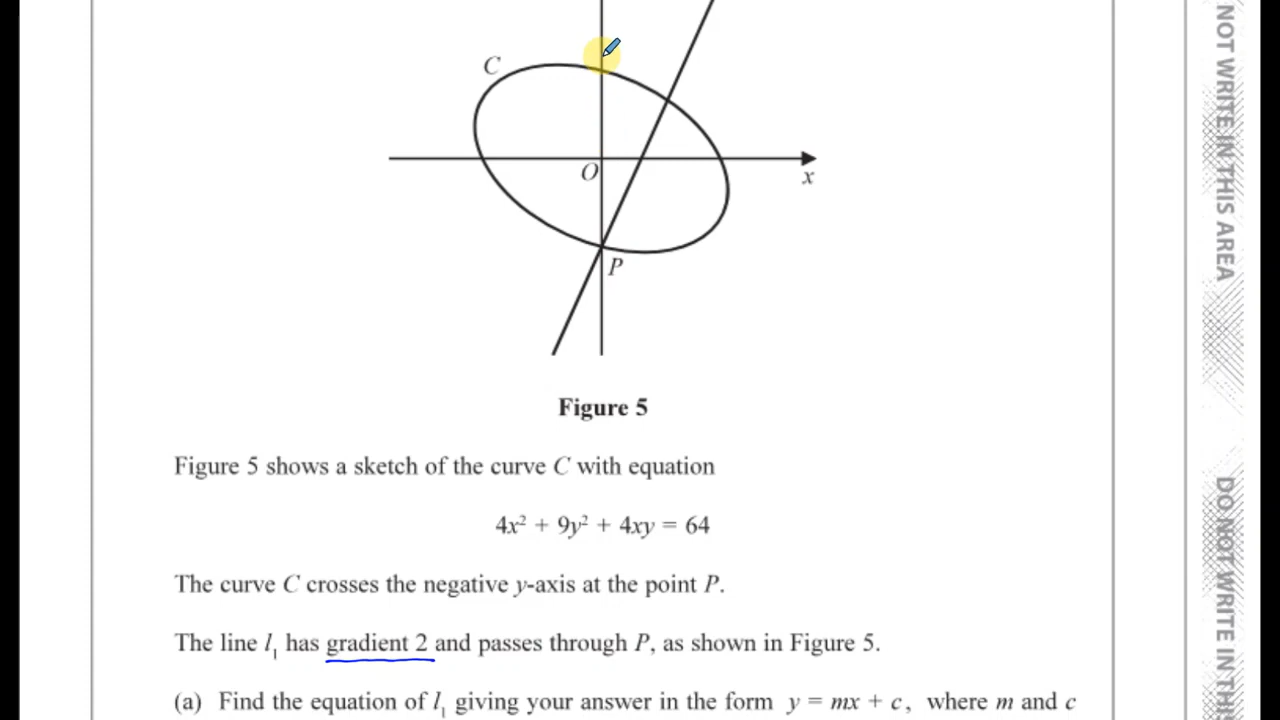 C
O
x
P
Figure 5
Figure 5 shows a sketch of the curve C with equation
4x² + 9y² + 4xy = 64
The curve C crosses the negative y-axis at the point P.
The line l₁ has gradient 2 and passes through P, as shown in Figure 5.
(a) Find the equation of l₁ giving your answer in the form y = mx + c, where m and c
NOT WRITE IN THIS AREA
DO NOT WRITE IN THIS